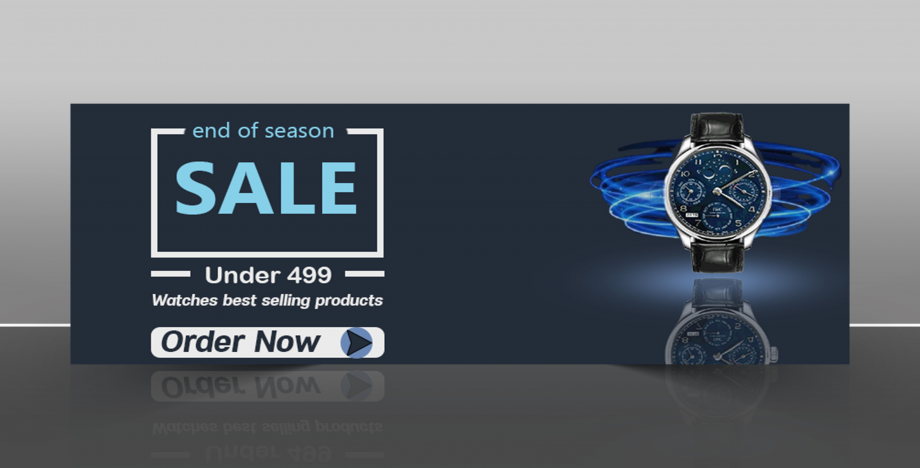 end of season
SALE
Under 499
Watches best selling products
Order Now